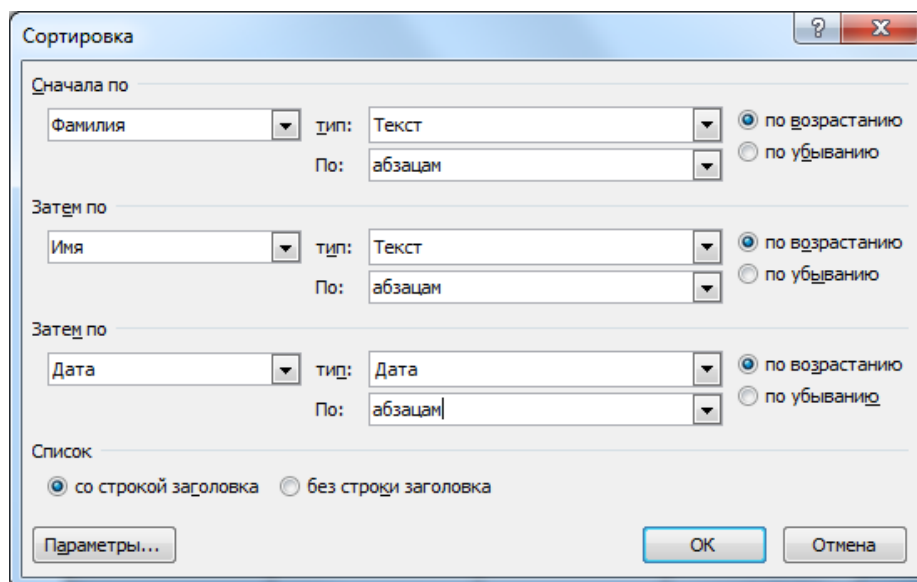 Сортировка
Сначала по
Фамилия тип: Текст по возрастанию
По: абзацам по убыванию
Затем по
Имя тип: Текст по возрастанию
По: абзацам по убыванию
Затем по
Дата тип: Дата по возрастанию
По: абзацам по убыванию
Список
со строкой заголовка без строки заголовка
Параметры... ОК Отмена